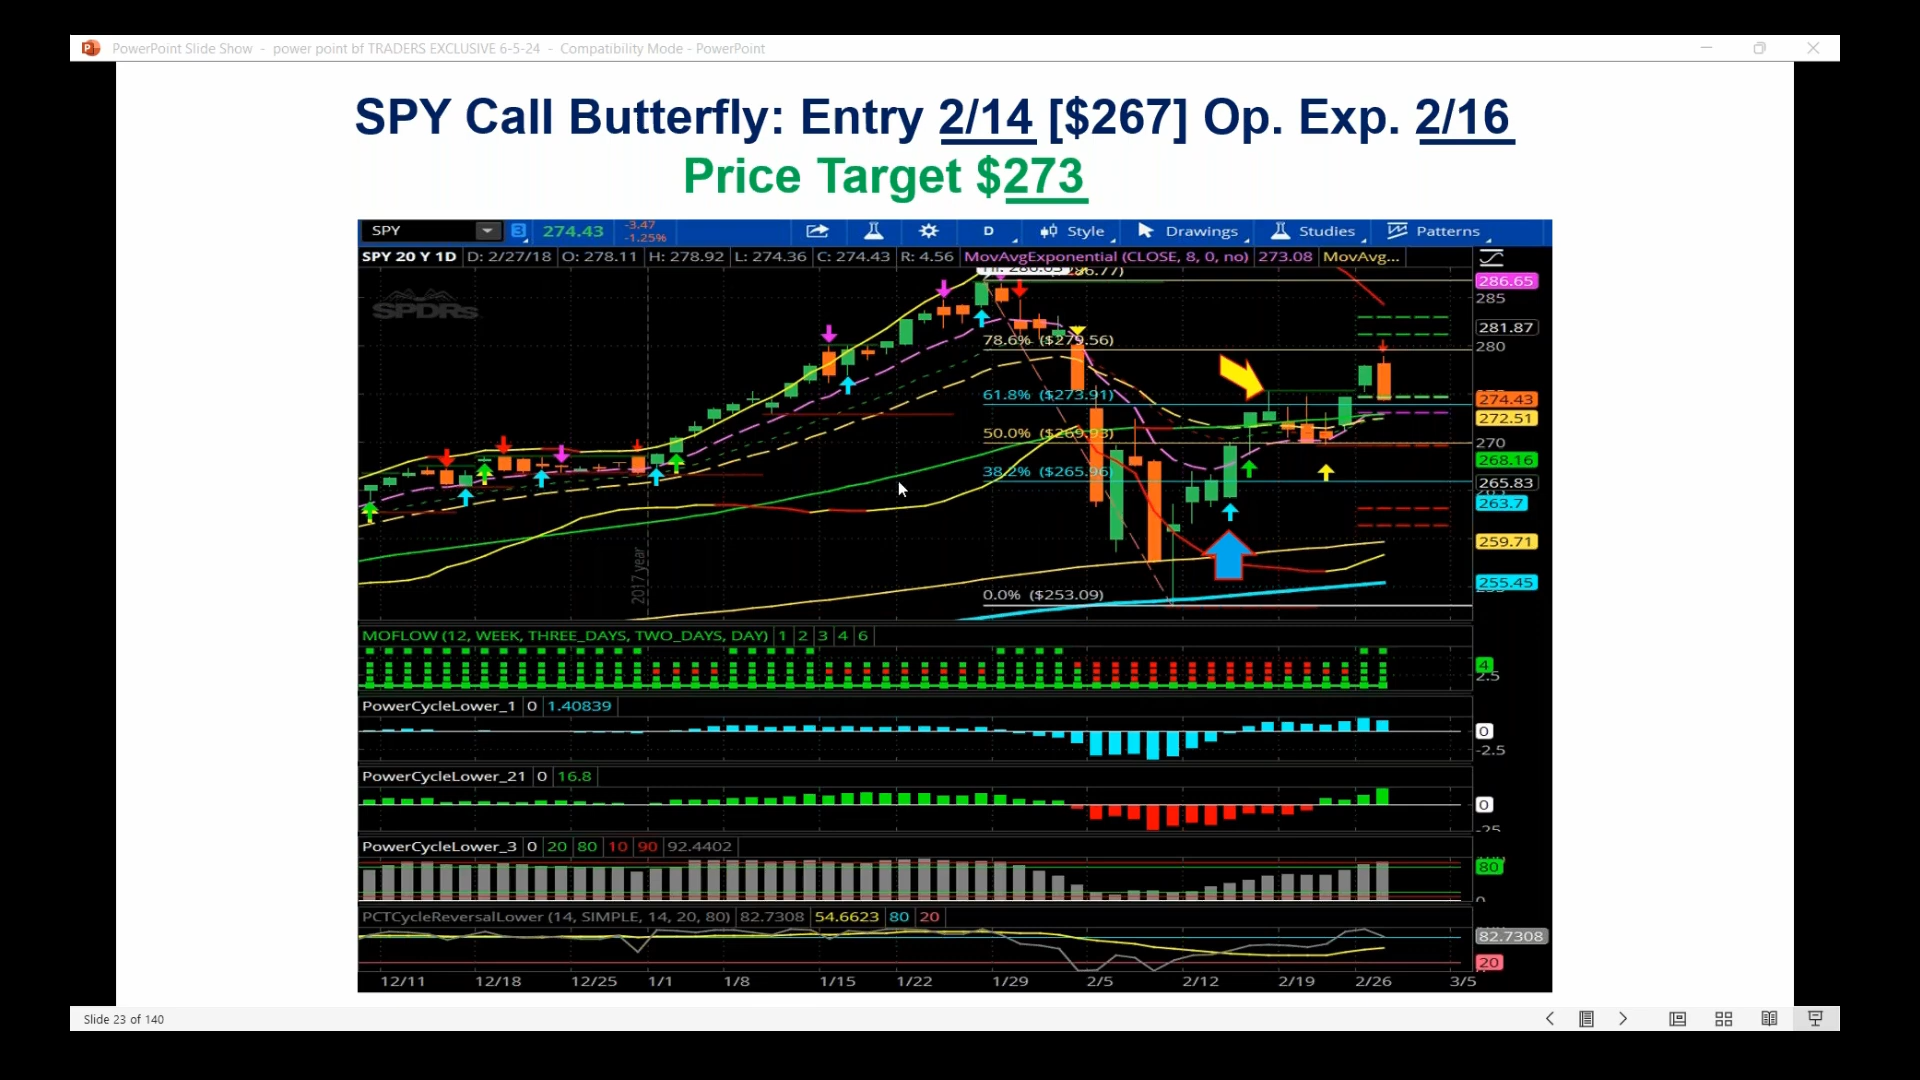 PowerPoint Slide Show - power point bf TRADERS EXCLUSIVE 6-5-24 - Compatibility Mode - PowerPoint
SPY Call Butterfly: Entry 2/14 [$267] Op. Exp. 2/16
Price Target $273
SPY 3 274.43 -3.47 -1.25% D Style Drawings Studies Patterns
SPY 20 Y 1D D: 2/27/18 O: 278.11 H: 278.92 L: 274.36 C: 274.43 R: 4.56 MovAvgExponential (CLOSE, 8, 0, no) 273.08 MovAvg...
286.65
285
SPDRs
281.87
280
78.6% ($279.56)
61.8% ($273.91)
274.43
272.51
50.0% ($269.93)
270
268.16
38.2% ($265.96)
265.83
263.7
259.71
2017 year
255.45
0.0% ($253.09)
MOFLOW (12, WEEK, THREE_DAYS, TWO_DAYS, DAY) 1 2 3 4 6
4
2.5
PowerCycleLower_1 0 1.40839
0
-2.5
PowerCycleLower_21 0 16.8
0
-25
PowerCycleLower_3 0 20 80 10 90 92.4402
80
0
PCTCycleReversalLower (14, SIMPLE, 14, 20, 80) 82.7308 54.6623 80 20
82.7308
20
12/11 12/18 12/25 1/1 1/8 1/15 1/22 1/29 2/5 2/12 2/19 2/26 3/5
Slide 23 of 140